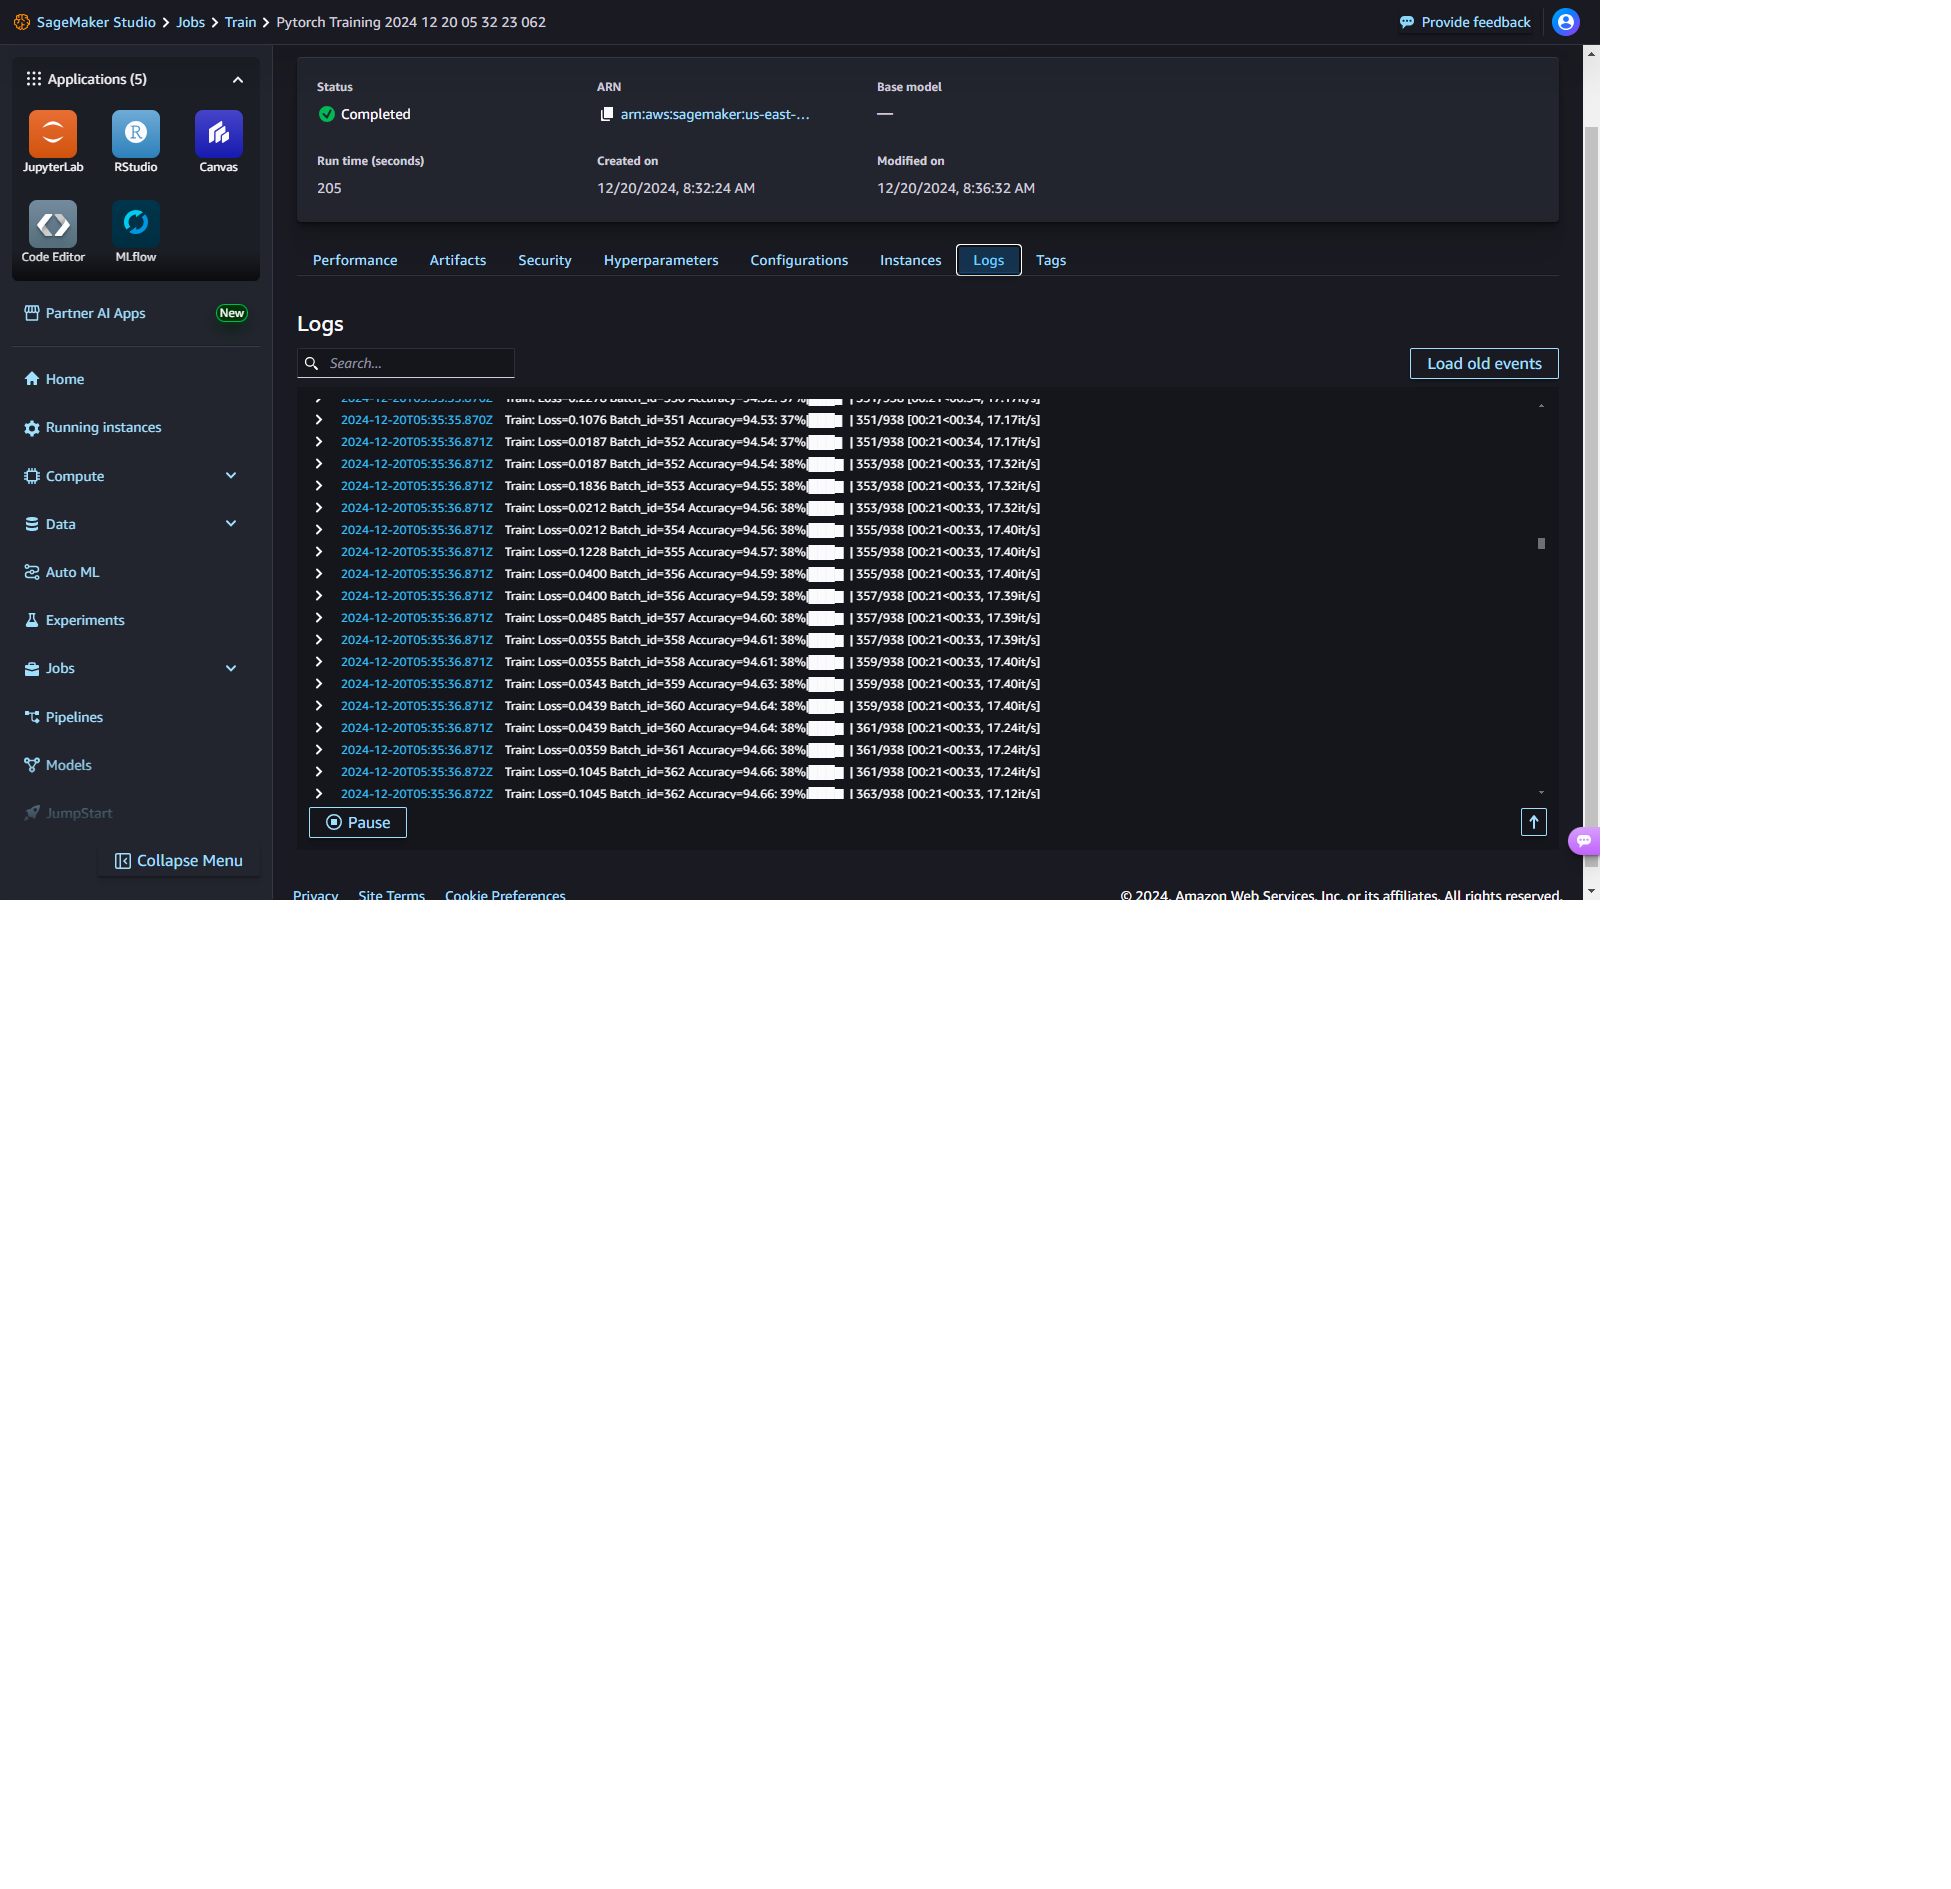 SageMaker Studio > Jobs > Train > Pytorch Training 2024 12 20 05 32 23 062
Provide feedback
Applications (5)
JupyterLab RStudio Canvas
Code Editor MLflow
Partner AI Apps New
Home
Running instances
Compute
Data
Auto ML
Experiments
Jobs
Pipelines
Models
JumpStart
Collapse Menu
Status ARN Base model
Completed arn:aws:sagemaker:us-east-... —
Run time (seconds) Created on Modified on
205 12/20/2024, 8:32:24 AM 12/20/2024, 8:36:32 AM
Performance Artifacts Security Hyperparameters Configurations Instances Logs Tags
Logs
Search... Load old events
2024-12-20T05:35:35.870Z Train: Loss=0.2278 Batch_id=350 Accuracy=94.52: 37%| | 351/938 [00:21<00:34, 17.17it/s]
2024-12-20T05:35:35.870Z Train: Loss=0.1076 Batch_id=351 Accuracy=94.53: 37%| | 351/938 [00:21<00:34, 17.17it/s]
2024-12-20T05:35:36.871Z Train: Loss=0.0187 Batch_id=352 Accuracy=94.54: 37%| | 351/938 [00:21<00:34, 17.17it/s]
2024-12-20T05:35:36.871Z Train: Loss=0.0187 Batch_id=352 Accuracy=94.54: 38%| | 353/938 [00:21<00:33, 17.32it/s]
2024-12-20T05:35:36.871Z Train: Loss=0.1836 Batch_id=353 Accuracy=94.55: 38%| | 353/938 [00:21<00:33, 17.32it/s]
2024-12-20T05:35:36.871Z Train: Loss=0.0212 Batch_id=354 Accuracy=94.56: 38%| | 353/938 [00:21<00:33, 17.32it/s]
2024-12-20T05:35:36.871Z Train: Loss=0.0212 Batch_id=354 Accuracy=94.56: 38%| | 355/938 [00:21<00:33, 17.40it/s]
2024-12-20T05:35:36.871Z Train: Loss=0.1228 Batch_id=355 Accuracy=94.57: 38%| | 355/938 [00:21<00:33, 17.40it/s]
2024-12-20T05:35:36.871Z Train: Loss=0.0400 Batch_id=356 Accuracy=94.59: 38%| | 355/938 [00:21<00:33, 17.40it/s]
2024-12-20T05:35:36.871Z Train: Loss=0.0400 Batch_id=356 Accuracy=94.59: 38%| | 357/938 [00:21<00:33, 17.39it/s]
2024-12-20T05:35:36.871Z Train: Loss=0.0485 Batch_id=357 Accuracy=94.60: 38%| | 357/938 [00:21<00:33, 17.39it/s]
2024-12-20T05:35:36.871Z Train: Loss=0.0355 Batch_id=358 Accuracy=94.61: 38%| | 357/938 [00:21<00:33, 17.39it/s]
2024-12-20T05:35:36.871Z Train: Loss=0.0355 Batch_id=358 Accuracy=94.61: 38%| | 359/938 [00:21<00:33, 17.40it/s]
2024-12-20T05:35:36.871Z Train: Loss=0.0343 Batch_id=359 Accuracy=94.63: 38%| | 359/938 [00:21<00:33, 17.40it/s]
2024-12-20T05:35:36.871Z Train: Loss=0.0439 Batch_id=360 Accuracy=94.64: 38%| | 359/938 [00:21<00:33, 17.40it/s]
2024-12-20T05:35:36.871Z Train: Loss=0.0439 Batch_id=360 Accuracy=94.64: 38%| | 361/938 [00:21<00:33, 17.24it/s]
2024-12-20T05:35:36.871Z Train: Loss=0.0359 Batch_id=361 Accuracy=94.66: 38%| | 361/938 [00:21<00:33, 17.24it/s]
2024-12-20T05:35:36.872Z Train: Loss=0.1045 Batch_id=362 Accuracy=94.66: 38%| | 361/938 [00:21<00:33, 17.24it/s]
2024-12-20T05:35:36.872Z Train: Loss=0.1045 Batch_id=362 Accuracy=94.66: 39%| | 363/938 [00:21<00:33, 17.12it/s]
Pause
Privacy Site Terms Cookie Preferences © 2024, Amazon Web Services, Inc. or its affiliates. All rights reserved.